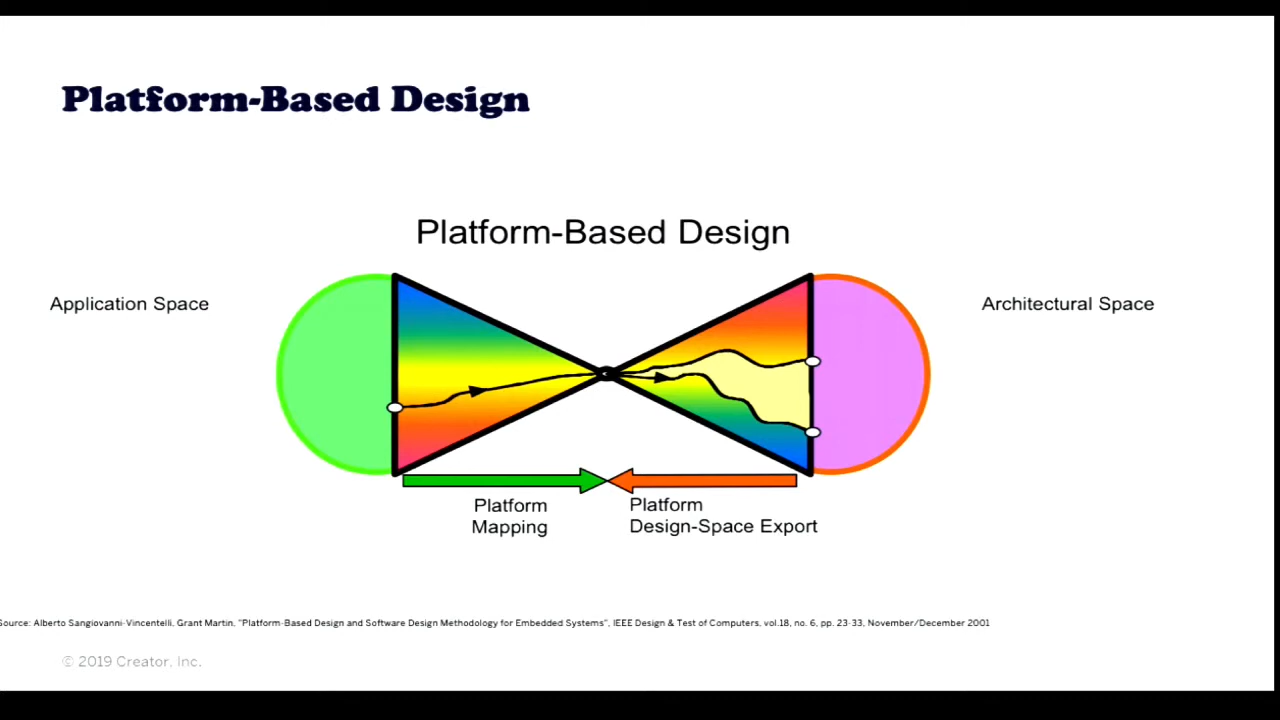 Platform-Based Design
Platform-Based Design
Application Space
Architectural Space
Platform
Mapping
Platform
Design-Space Export
Source: Alberto Sangiovanni-Vincentelli, Grant Martin, "Platform-Based Design and Software Design Methodology for Embedded Systems", IEEE Design & Test of Computers, vol.18, no. 6, pp. 23-33, November/December 2001
© 2019 Creator, Inc.